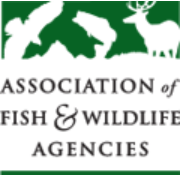 ASSOCIATION of
FISH & WILDLIFE
AGENCIES